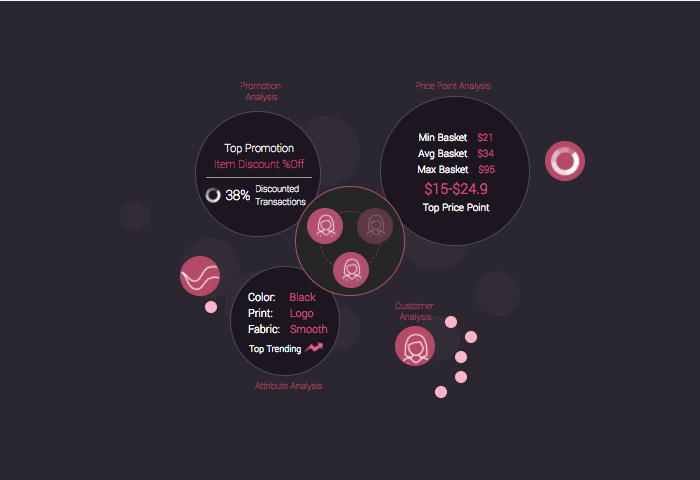 Promotion
Analysis
Top Promotion
Item Discount %Off
38% Discounted
Transactions
Price Point Analysis
Min Basket $21
Avg Basket $34
Max Basket $95
$15-$24.9
Top Price Point
Color: Black
Print: Logo
Fabric: Smooth
Top Trending
Attribute Analysis
Customer
Analysis